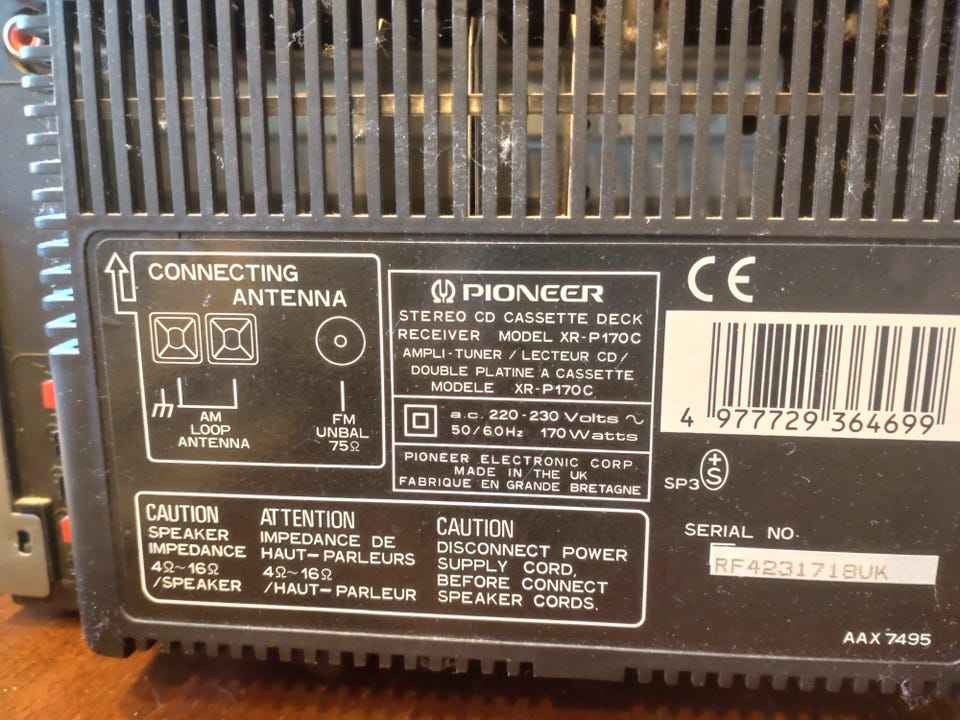 CONNECTING
ANTENNA
AM
LOOP
ANTENNA
FM
UNBAL
75Ω
PIONEER
STEREO CD CASSETTE DECK
RECEIVER MODEL XR-P170C
AMPLI-TUNER / LECTEUR CD /
DOUBLE PLATINE A CASSETTE
MODELE XR-P170C
a.c. 220-230 Volts ~
50/60Hz 170 Watts
PIONEER ELECTRONIC CORP.
MADE IN THE UK
FABRIQUE EN GRANDE BRETAGNE
CE
4 977729 364699
SP3
+
S
SERIAL NO.
RF4231718UK
AAX 7495
CAUTION
SPEAKER
IMPEDANCE
4Ω~16Ω
/SPEAKER
ATTENTION
IMPEDANCE DE
HAUT-PARLEURS
4Ω~16Ω
/HAUT-PARLEUR
CAUTION
DISCONNECT POWER
SUPPLY CORD,
BEFORE CONNECT
SPEAKER CORDS.